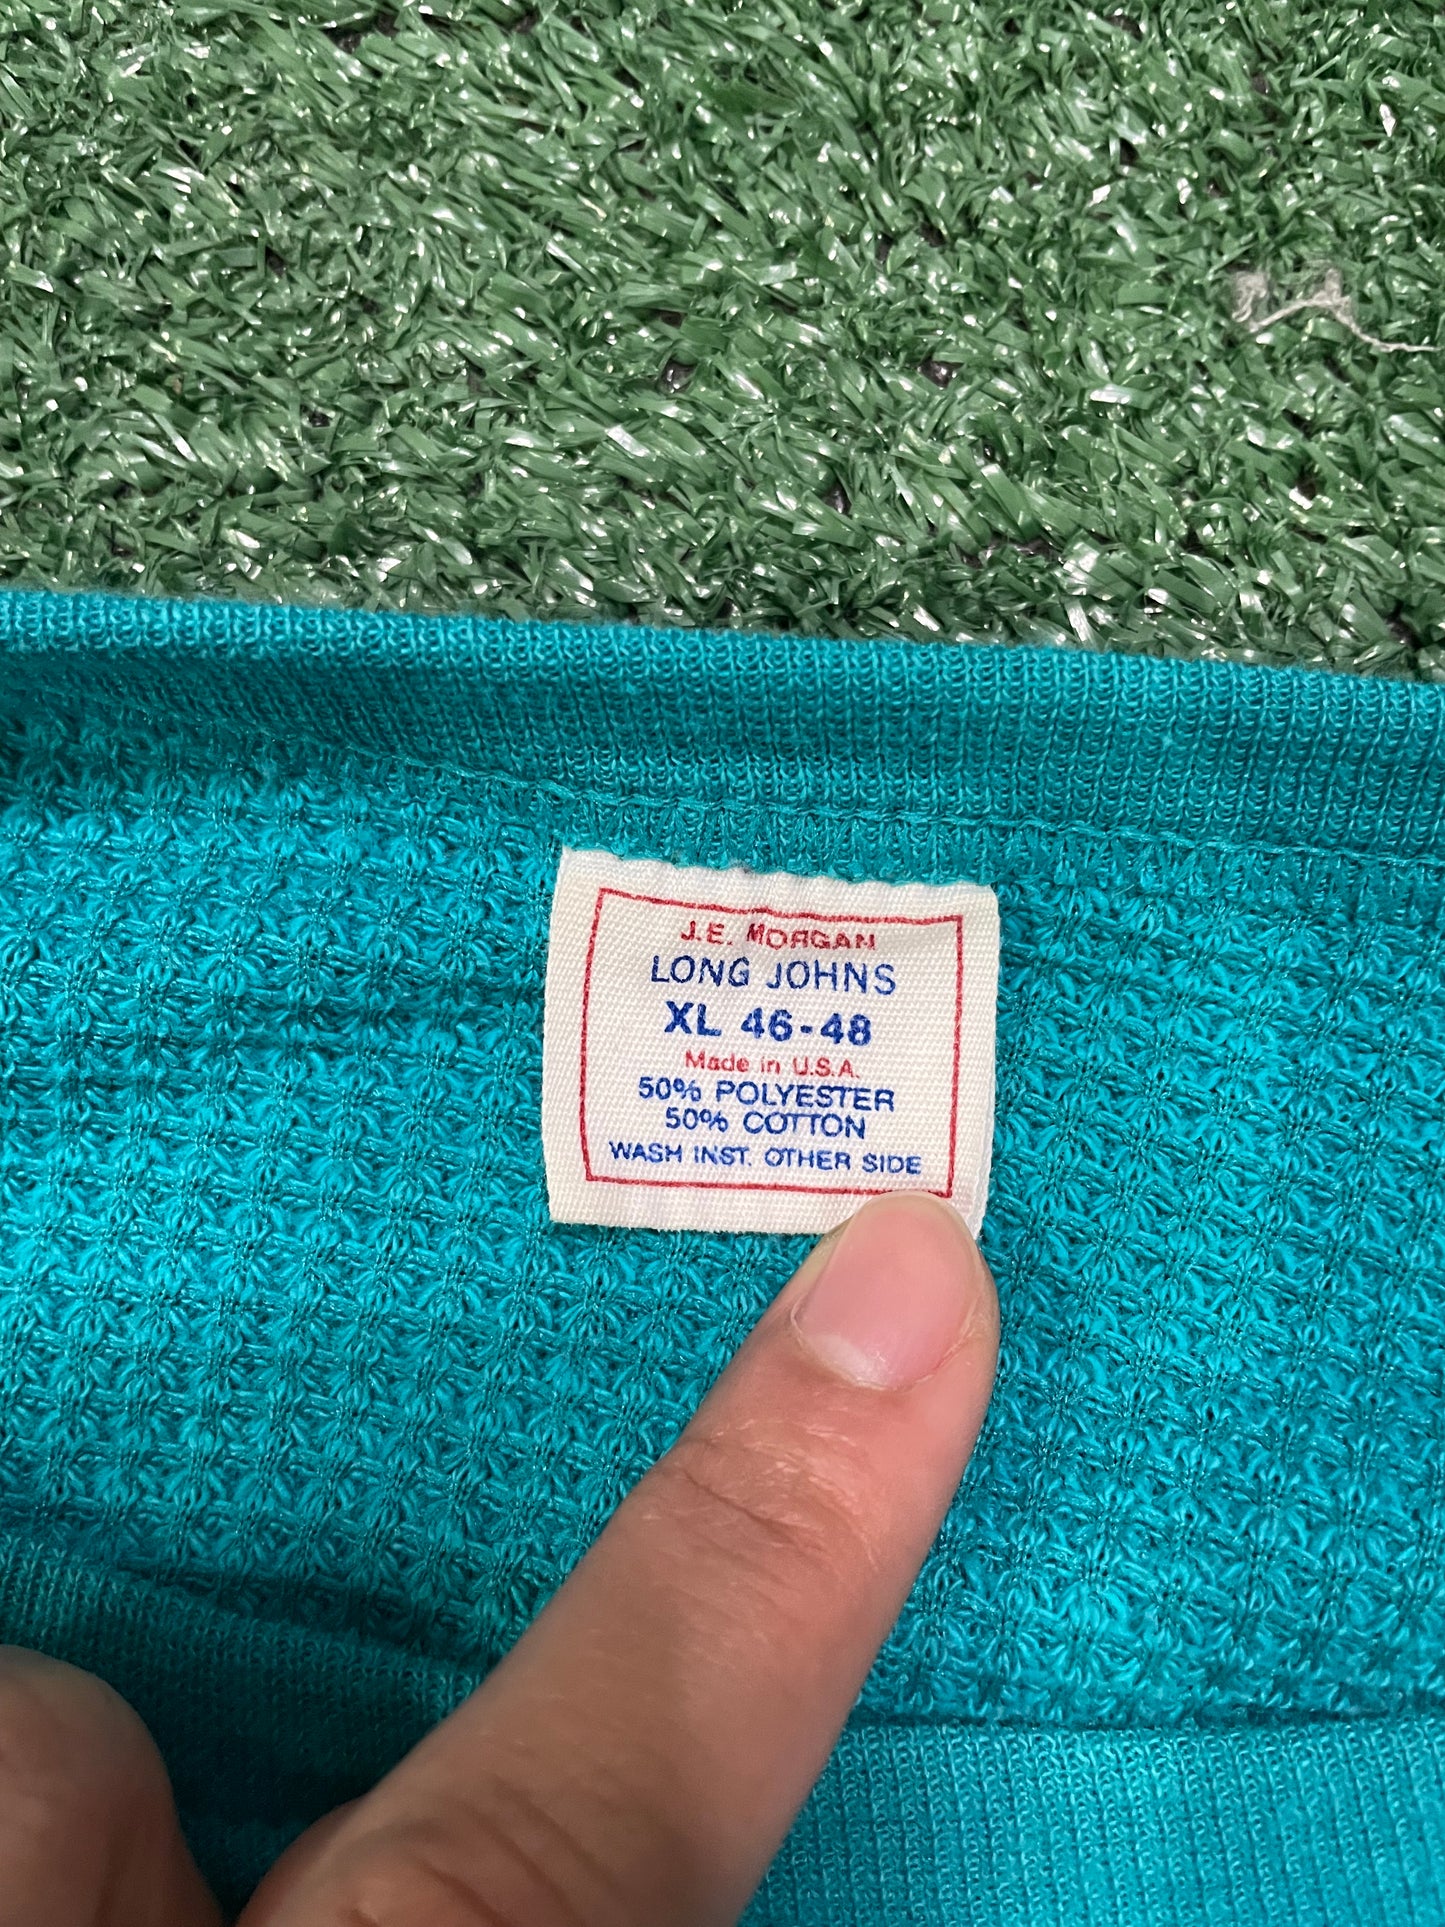 J.E. MORGAN
LONG JOHNS
XL 46-48
Made in U.S.A.
50% POLYESTER
50% COTTON
WASH INST. OTHER SIDE